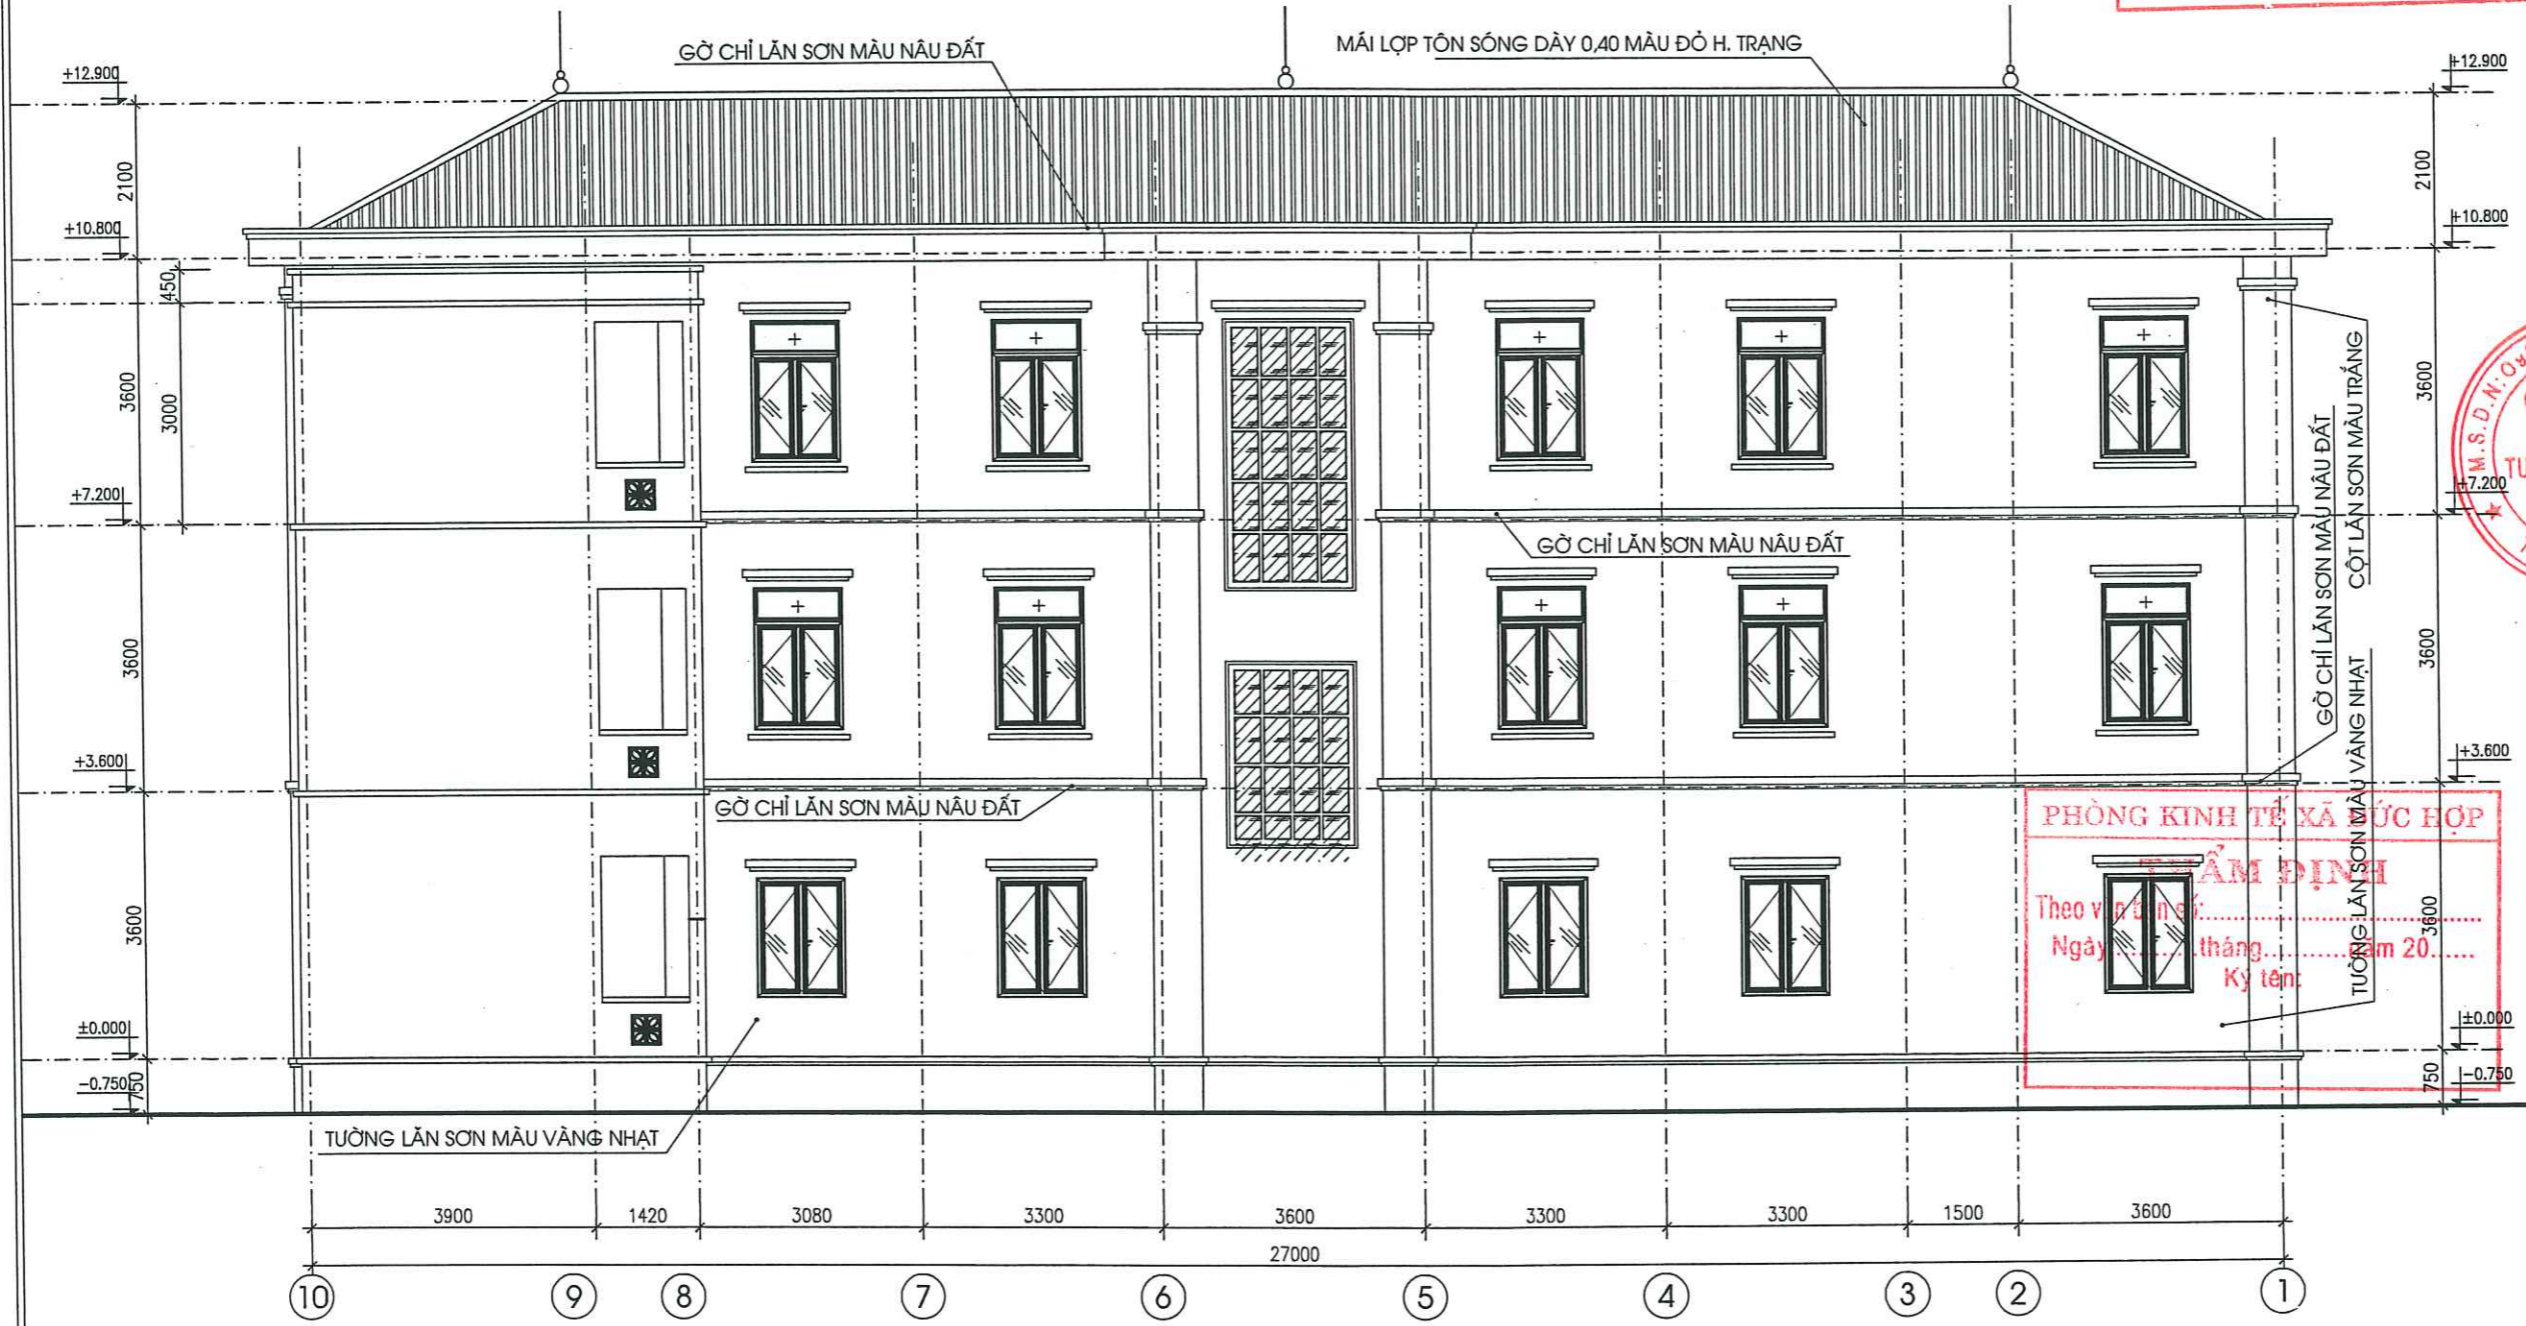 GỜ CHỈ LĂN SƠN MÀU NÂU ĐẤT
MÁI LỢP TÔN SÓNG DÀY 0,40 MÀU ĐỎ H. TRẠNG
+12.900
+12.900
2100
2100
+10.800
+10.800
450
3600
3000
3600
CỘT LĂN SƠN MÀU TRẮNG
GỜ CHỈ LĂN SƠN MÀU NÂU ĐẤT
M.S.D.N:
+7.200
+7.200
GỜ CHỈ LĂN SƠN MÀU NÂU ĐẤT
3600
3600
+3.600
+3.600
GỜ CHỈ LĂN SƠN MÀU NÂU ĐẤT
TƯỜNG LĂN SƠN MÀU VÀNG NHẠT
PHÒNG KINH TẾ XÃ ĐỨC HỢP
THẨM ĐỊNH
Theo văn bản số:
Ngày.........tháng...........năm 20......
Ký tên:
3600
3600
±0.000
±0.000
-0.750
750
750
-0.750
TƯỜNG LĂN SƠN MÀU VÀNG NHẠT
3900 1420 3080 3300 3600 3300 3300 1500 3600
27000
10 9 8 7 6 5 4 3 2 1